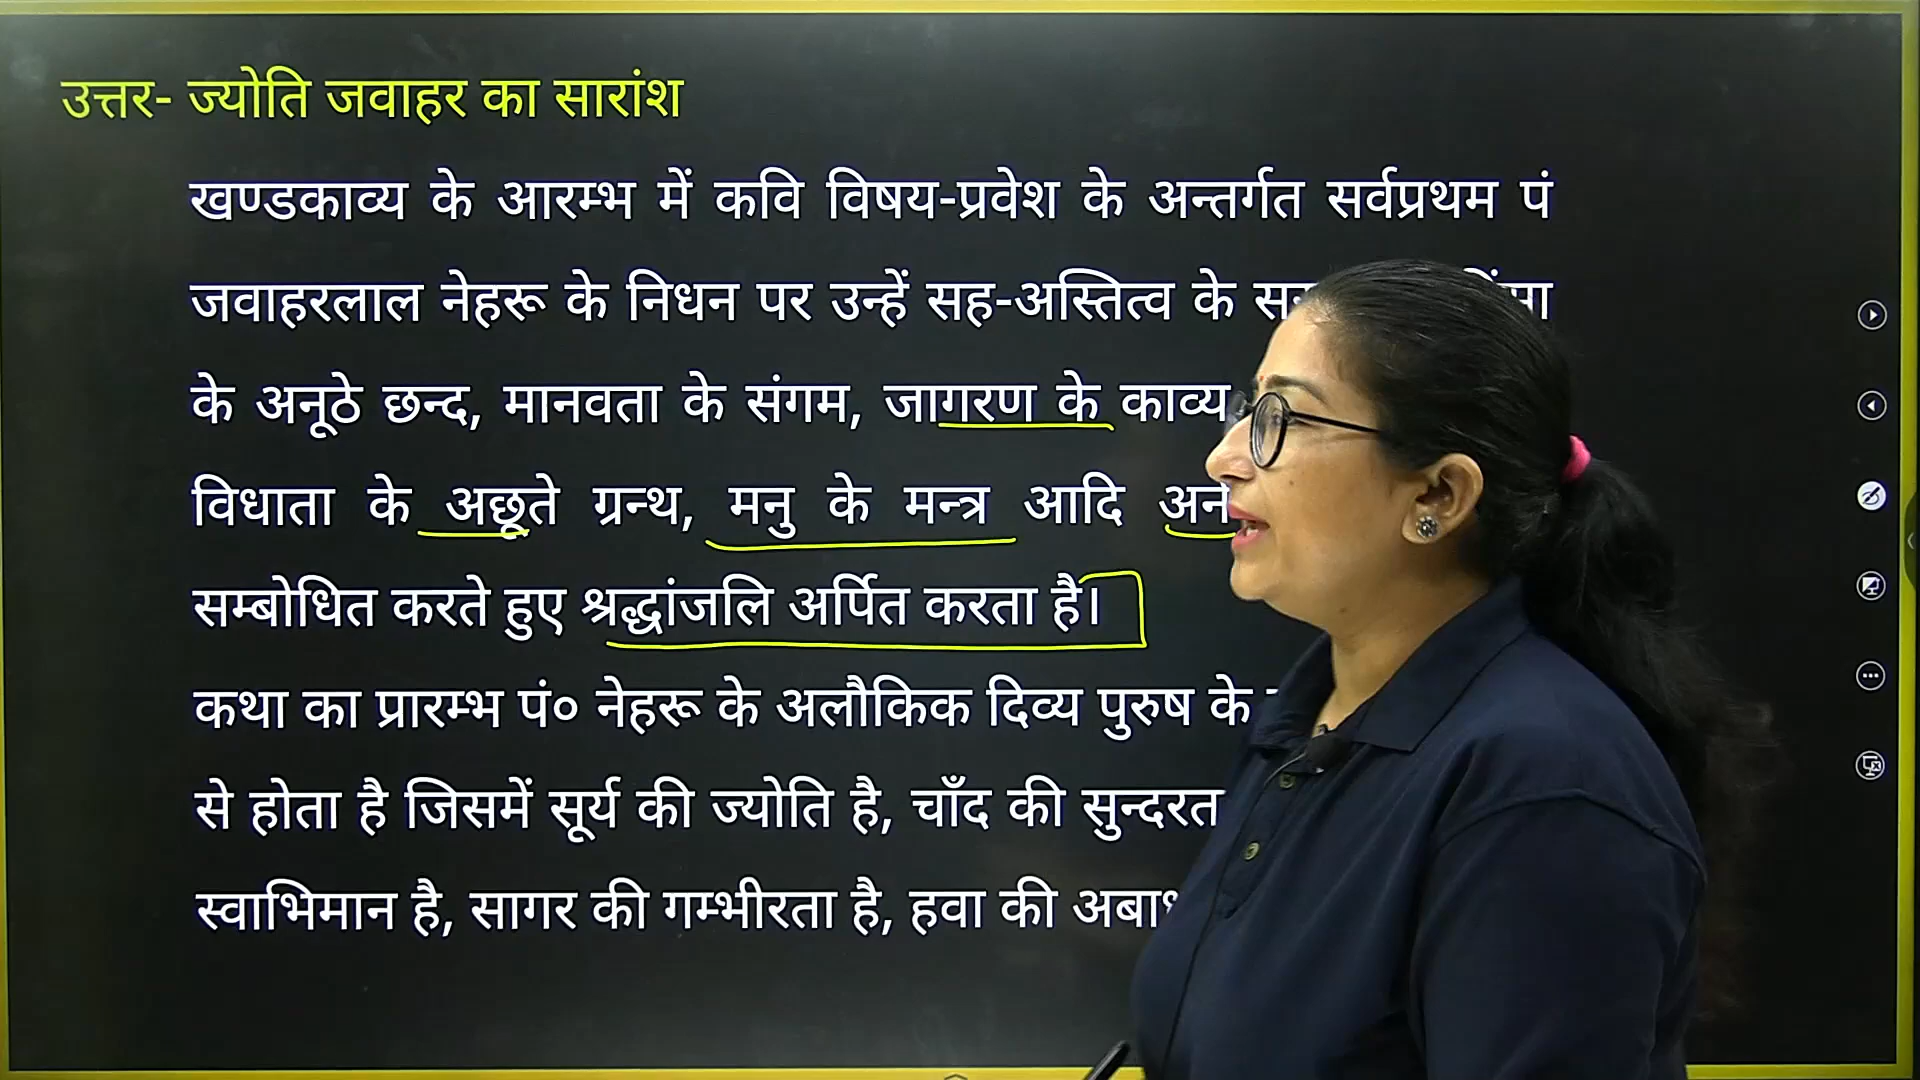 उत्तर- ज्योति जवाहर का सारांश
खण्डकाव्य के आरम्भ में कवि विषय-प्रवेश के अन्तर्गत सर्वप्रथम पं
जवाहरलाल नेहरू के निधन पर उन्हें सह-अस्तित्व के
के अनूठे छन्द, मानवता के संगम, जागरण के काव्य
विधाता के अछूते ग्रन्थ, मनु के मन्त्र आदि
सम्बोधित करते हुए श्रद्धांजलि अर्पित करता है।
कथा का प्रारम्भ पं० नेहरू के अलौकिक दिव्य पुरुष के
से होता है जिसमें सूर्य की ज्योति है, चाँद की
स्वाभिमान है, सागर की गम्भीरता है, हवा की